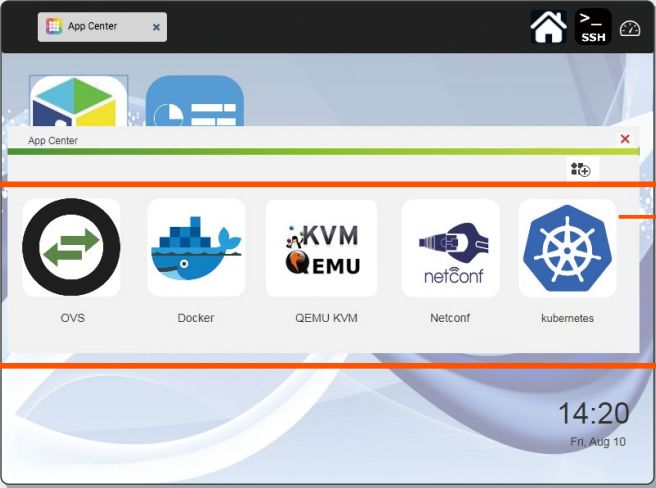 App Center
>_
SSH
App Center
KVM
QEMU
netconf
OVS
Docker
QEMU KVM
Netconf
kubernetes
14:20
Fri, Aug 10